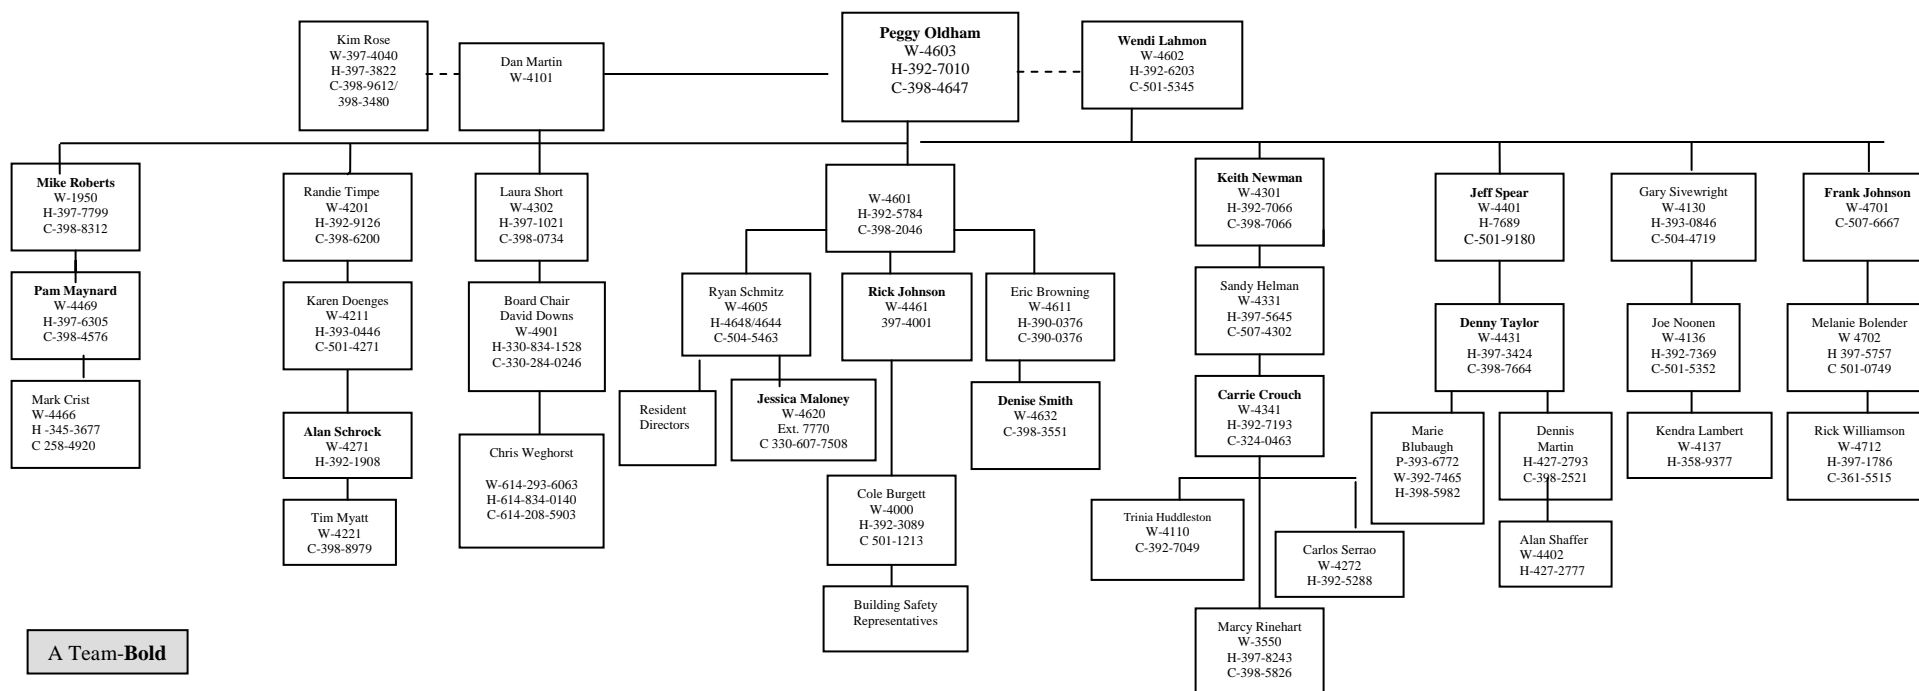 Kim Rose
W-397-4040
H-397-3822
C-398-9612/
398-3480
Dan Martin
W-4101
Peggy Oldham
W-4603
H-392-7010
C-398-4647
Wendi Lahmon
W-4602
H-392-6203
C-501-5345
Mike Roberts
W-1950
H-397-7799
C-398-8312
Pam Maynard
W-4469
H-397-6305
C-398-4576
Mark Crist
W-4466
H -345-3677
C 258-4920
Randie Timpe
W-4201
H-392-9126
C-398-6200
Karen Doenges
W-4211
H-393-0446
C-501-4271
Alan Schrock
W-4271
H-392-1908
Tim Myatt
W-4221
C-398-8979
Laura Short
W-4302
H-397-1021
C-398-0734
Board Chair
David Downs
W-4901
H-330-834-1528
C-330-284-0246
Chris Weghorst
W-614-293-6063
H-614-834-0140
C-614-208-5903
W-4601
H-392-5784
C-398-2046
Ryan Schmitz
W-4605
H-4648/4644
C-504-5463
Resident
Directors
Jessica Maloney
W-4620
Ext. 7770
C 330-607-7508
Rick Johnson
W-4461
397-4001
Cole Burgett
W-4000
H-392-3089
C 501-1213
Building Safety
Representatives
Eric Browning
W-4611
H-390-0376
C-390-0376
Denise Smith
W-4632
C-398-3551
Keith Newman
W-4301
H-392-7066
C-398-7066
Sandy Helman
W-4331
H-397-5645
C-507-4302
Carrie Crouch
W-4341
H-392-7193
C-324-0463
Trinia Huddleston
W-4110
C-392-7049
Carlos Serrao
W-4272
H-392-5288
Marcy Rinehart
W-3550
H-397-8243
C-398-5826
Jeff Spear
W-4401
H-7689
C-501-9180
Denny Taylor
W-4431
H-397-3424
C-398-7664
Marie
Blubaugh
P-393-6772
W-392-7465
H-398-5982
Dennis
Martin
H-427-2793
C-398-2521
Alan Shaffer
W-4402
H-427-2777
Gary Sivewright
W-4130
H-393-0846
C-504-4719
Joe Noonen
W-4136
H-392-7369
C-501-5352
Kendra Lambert
W-4137
H-358-9377
Frank Johnson
W-4701
C-507-6667
Melanie Bolender
W 4702
H 397-5757
C 501-0749
Rick Williamson
W-4712
H-397-1786
C-361-5515
A Team-Bold